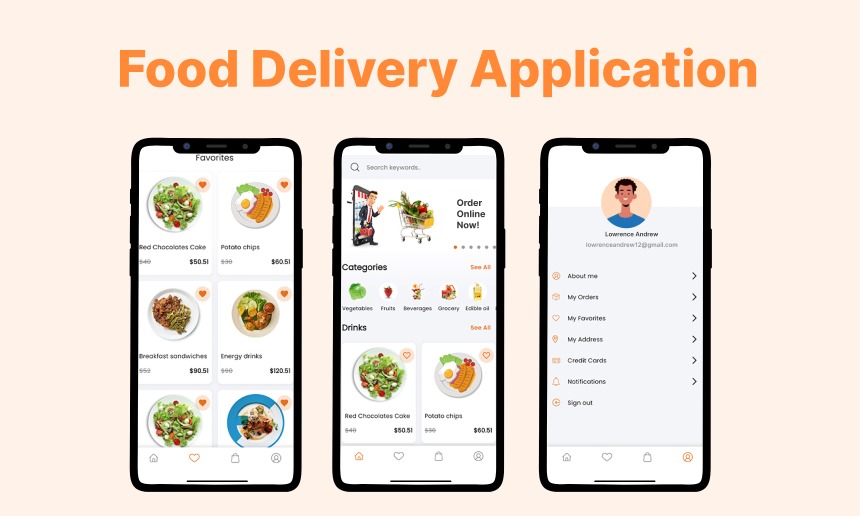 Food Delivery Application
Favorites
Red Chocolates Cake
$40 $50.51
Potato chips
$30 $60.51
Breakfast sandwiches
$52 $90.51
Energy drinks
$90 $120.51
Search keywords..
Order
Online
Now!
Categories See All
Vegetables Fruits Beverages Grocery Edible oil
Drinks See All
Red Chocolates Cake
$40 $50.51
Potato chips
$30 $60.51
Lowrence Andrew
lowrenceandrew12@gmail.com
About me
My Orders
My Favorites
My Address
Credit Cards
Notifications
Sign out